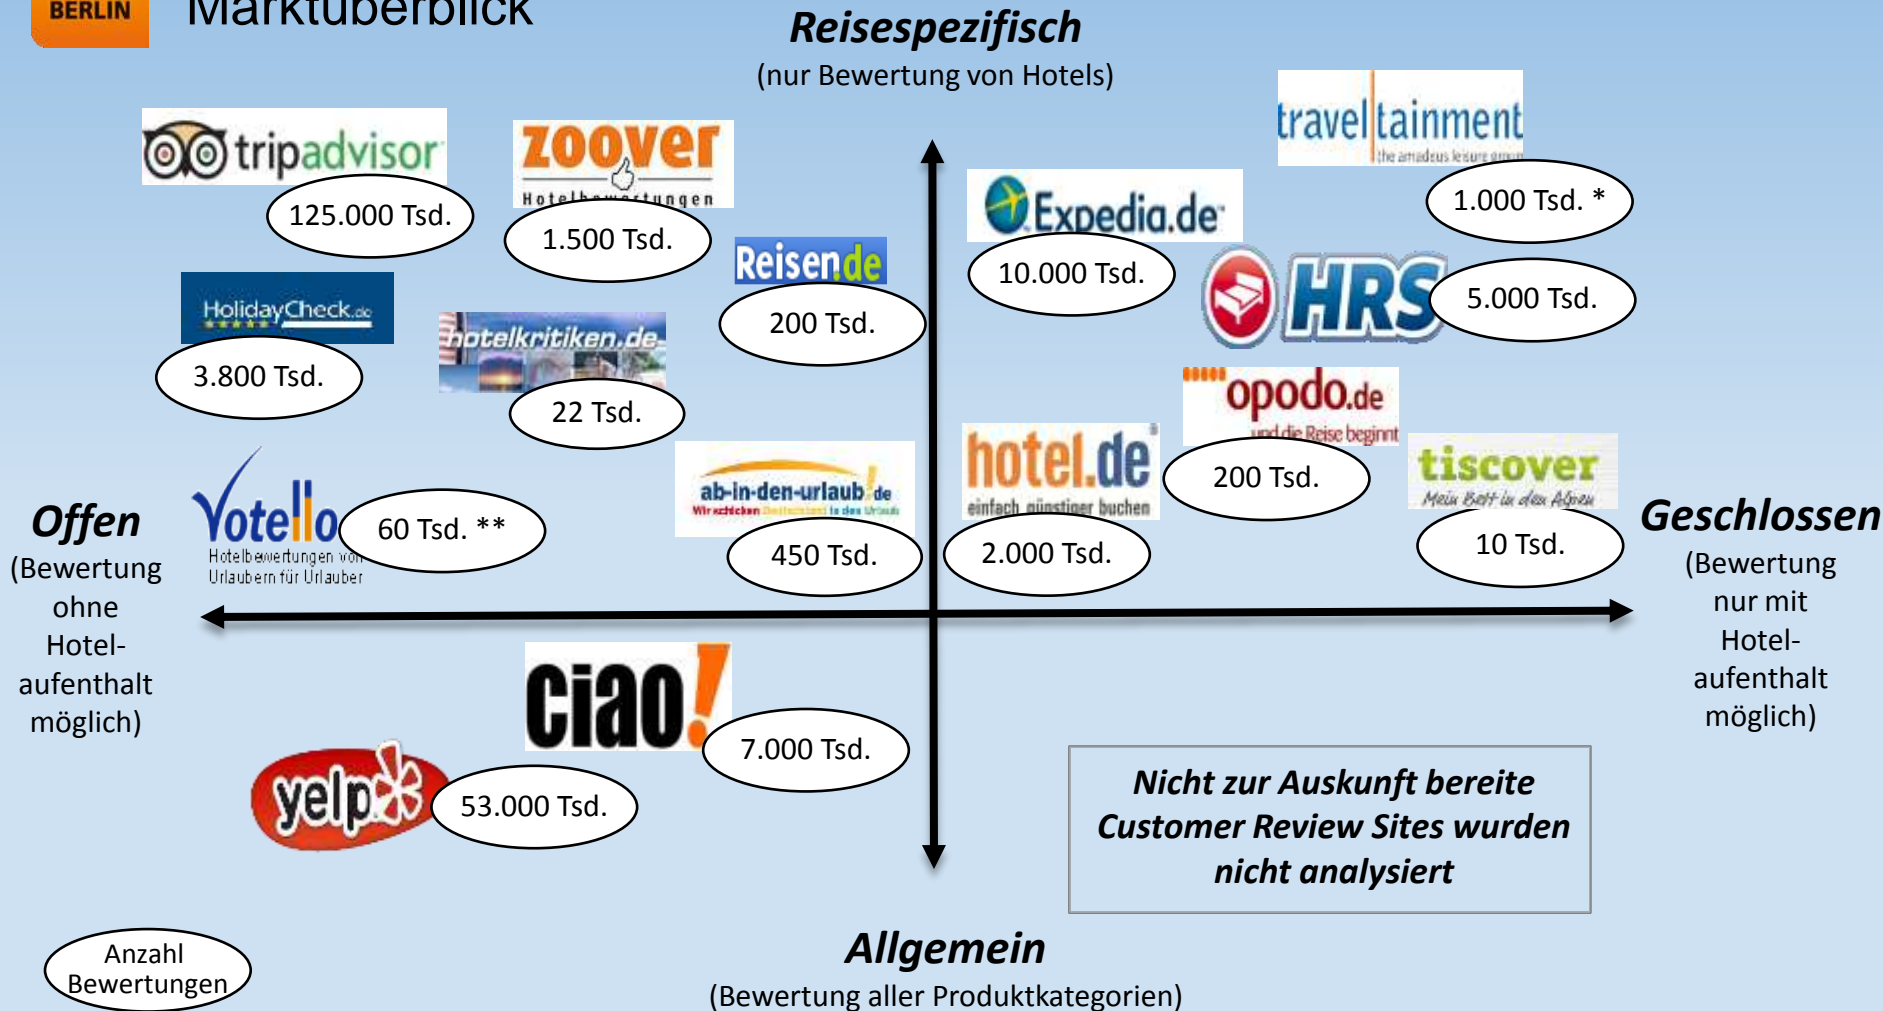 BERLIN
Marktüberblick
Reisespezifisch
(nur Bewertung von Hotels)
tripadvisor
125.000 Tsd.
zoover
Hotelbewertungen
1.500 Tsd.
Reisen.de
200 Tsd.
HolidayCheck.de
3.800 Tsd.
hotelkritiken.de
22 Tsd.
Votello
Hotelbewertungen von
Urlaubern für Urlauber
60 Tsd. **
ab-in-den-urlaub.de
Wir schicken Deutschland in den Urlaub
450 Tsd.
travel tainment
the amadeus leisure group
1.000 Tsd. *
Expedia.de
10.000 Tsd.
HRS
5.000 Tsd.
opodo.de
und die Reise beginnt
200 Tsd.
hotel.de®
einfach günstiger buchen
2.000 Tsd.
tiscover
Mein Bett in den Alpen
10 Tsd.
Offen
(Bewertung
ohne
Hotel-
aufenthalt
möglich)
Geschlossen
(Bewertung
nur mit
Hotel-
aufenthalt
möglich)
ciao!
7.000 Tsd.
yelp
53.000 Tsd.
Nicht zur Auskunft bereite
Customer Review Sites wurden
nicht analysiert
Allgemein
(Bewertung aller Produktkategorien)
Anzahl
Bewertungen